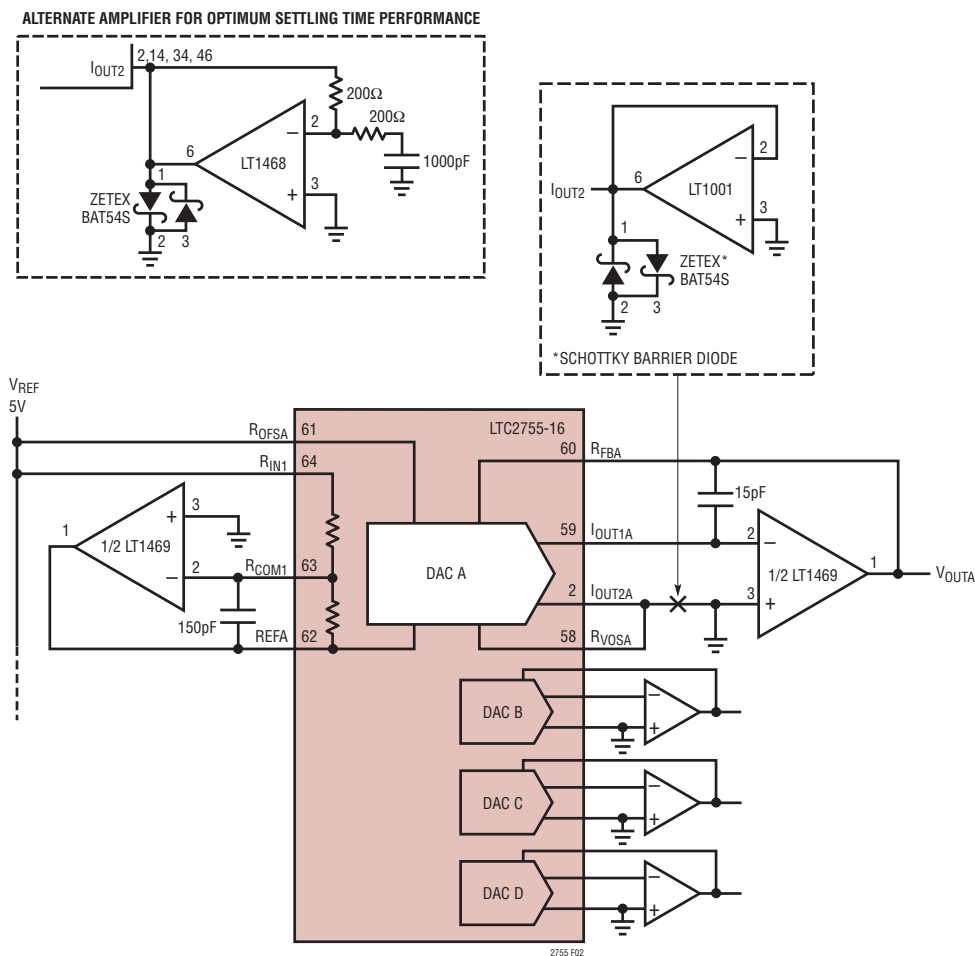 ALTERNATE AMPLIFIER FOR OPTIMUM SETTLING TIME PERFORMANCE
IOUT2
2,14, 34, 46
200Ω
200Ω
2
–
6
LT1468
1000pF
1
+
3
ZETEX
BAT54S
2
3
2
–
6
IOUT2
LT1001
+
3
1
ZETEX*
BAT54S
2
3
*SCHOTTKY BARRIER DIODE
VREF
5V
LTC2755-16
ROFSA
61
60
RFBA
RIN1
64
15pF
3
+
1
1/2 LT1469
59
IOUT1A
2
–
–
2
RCOM1
63
DAC A
1/2 LT1469
1
VOUTA
2
IOUT2A
3
+
150pF
REFA
62
58
RVOSA
DAC B
–
+
DAC C
–
+
DAC D
–
+
2755 F02